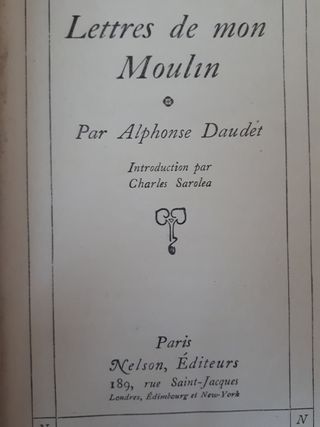 Lettres de mon
Moulin
Par Alphonse Daudet
Introduction par
Charles Sarolea
Paris
Nelson, Éditeurs
189, rue Saint-Jacques
Londres, Édimbourg et New-York
N
N